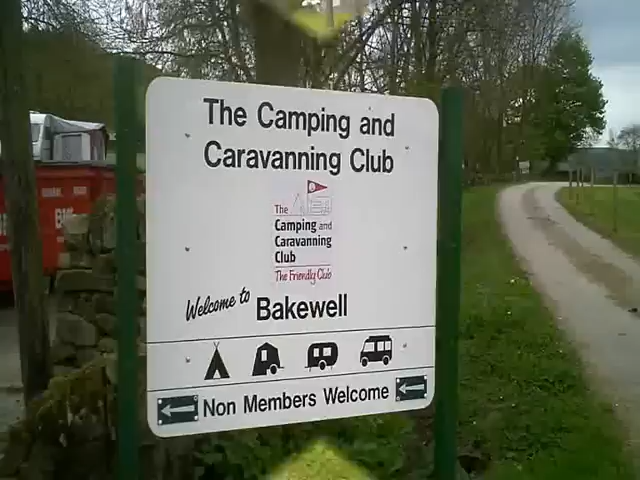 The Camping and
Caravanning Club
The
Camping and
Caravanning
Club
The Friendly Club
Welcome to Bakewell
Non Members Welcome